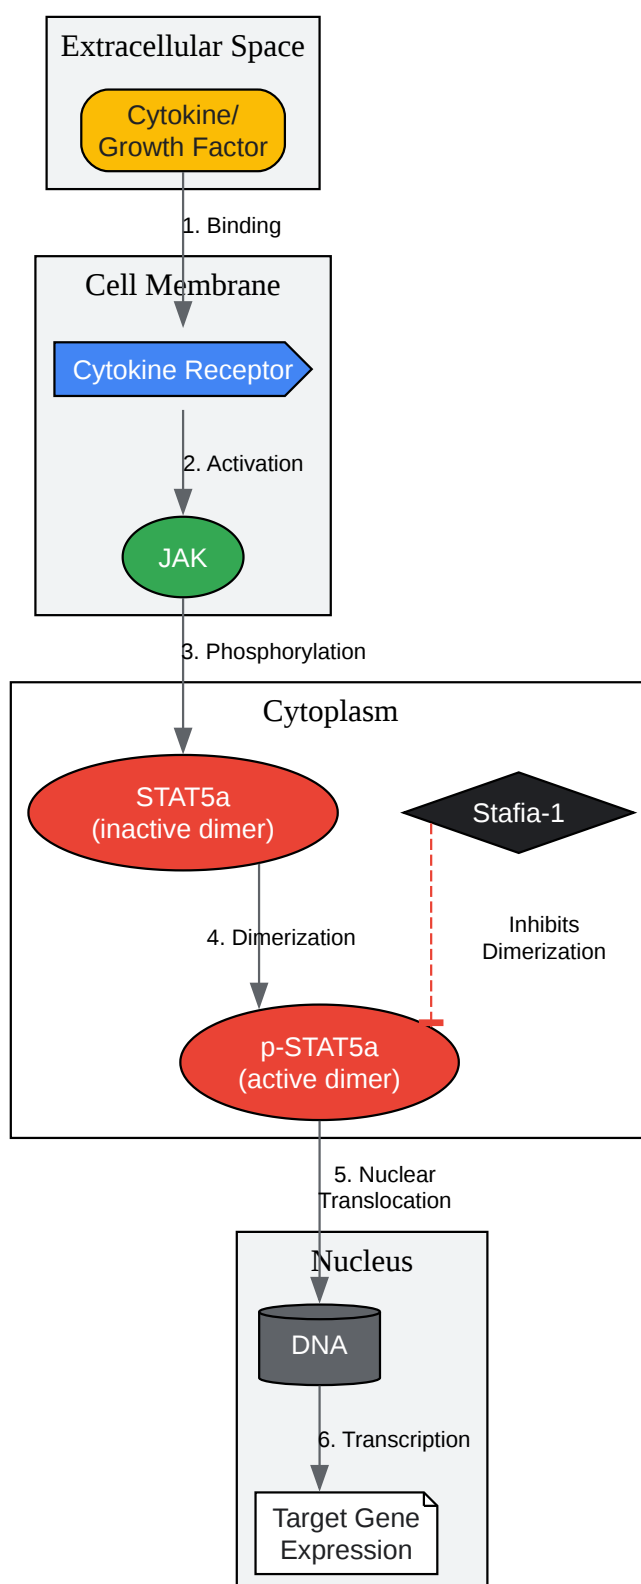 Extracellular Space
Cytokine/
Growth Factor
1. Binding
Cell Membrane
Cytokine Receptor
2. Activation
JAK
3. Phosphorylation
Cytoplasm
STAT5a
(inactive dimer)
Stafia-1
4. Dimerization
Inhibits
Dimerization
p-STAT5a
(active dimer)
5. Nuclear
Translocation
Nucleus
DNA
6. Transcription
Target Gene
Expression